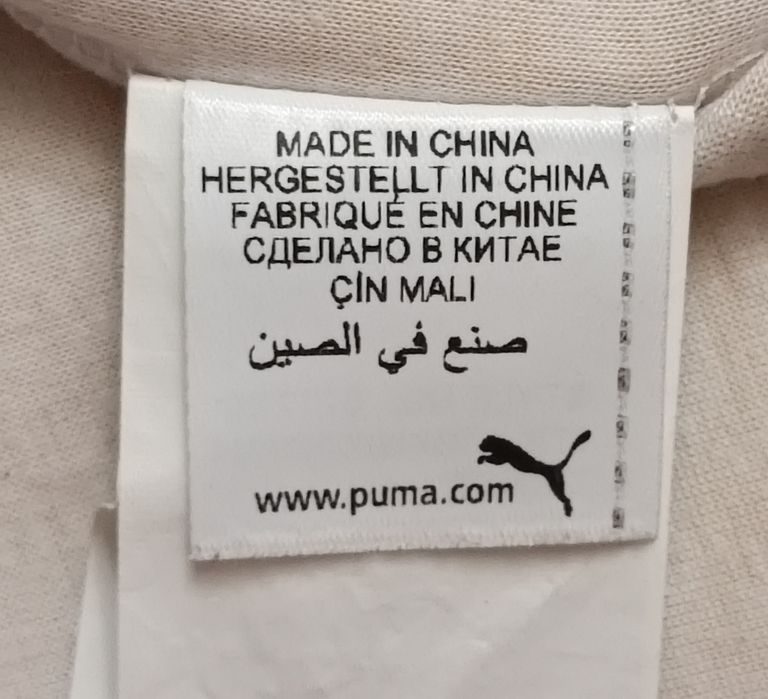 MADE IN CHINA
HERGESTELLT IN CHINA
FABRIQUÉ EN CHINE
СДЕЛАНО В КИТАЕ
ÇİN MALI
صنع في الصين
www.puma.com